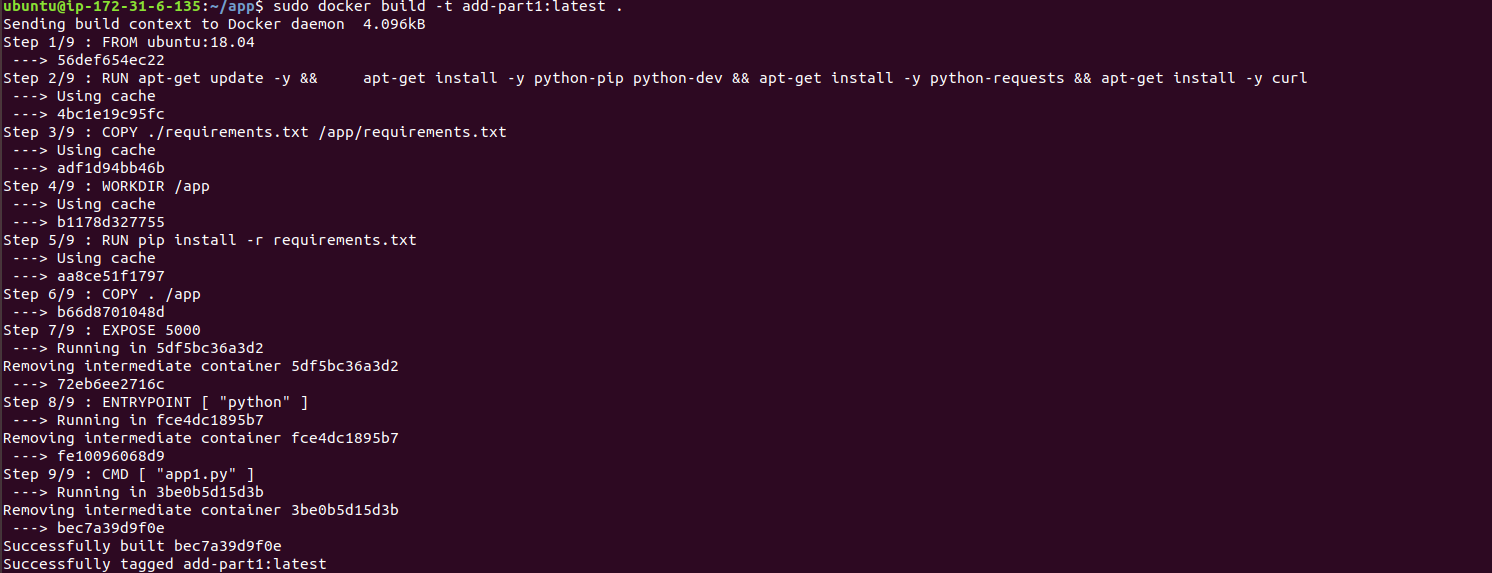 ubuntu@ip-172-31-6-135:~/app$ sudo docker build -t add-part1:latest .
Sending build context to Docker daemon  4.096kB
Step 1/9 : FROM ubuntu:18.04
 ---> 56def654ec22
Step 2/9 : RUN apt-get update -y &&     apt-get install -y python-pip python-dev && apt-get install -y python-requests && apt-get install -y curl
 ---> Using cache
 ---> 4bc1e19c95fc
Step 3/9 : COPY ./requirements.txt /app/requirements.txt
 ---> Using cache
 ---> adf1d94bb46b
Step 4/9 : WORKDIR /app
 ---> Using cache
 ---> b1178d327755
Step 5/9 : RUN pip install -r requirements.txt
 ---> Using cache
 ---> aa8ce51f1797
Step 6/9 : COPY . /app
 ---> b66d8701048d
Step 7/9 : EXPOSE 5000
 ---> Running in 5df5bc36a3d2
Removing intermediate container 5df5bc36a3d2
 ---> 72eb6ee2716c
Step 8/9 : ENTRYPOINT [ "python" ]
 ---> Running in fce4dc1895b7
Removing intermediate container fce4dc1895b7
 ---> fe10096068d9
Step 9/9 : CMD [ "app1.py" ]
 ---> Running in 3be0b5d15d3b
Removing intermediate container 3be0b5d15d3b
 ---> bec7a39d9f0e
Successfully built bec7a39d9f0e
Successfully tagged add-part1:latest